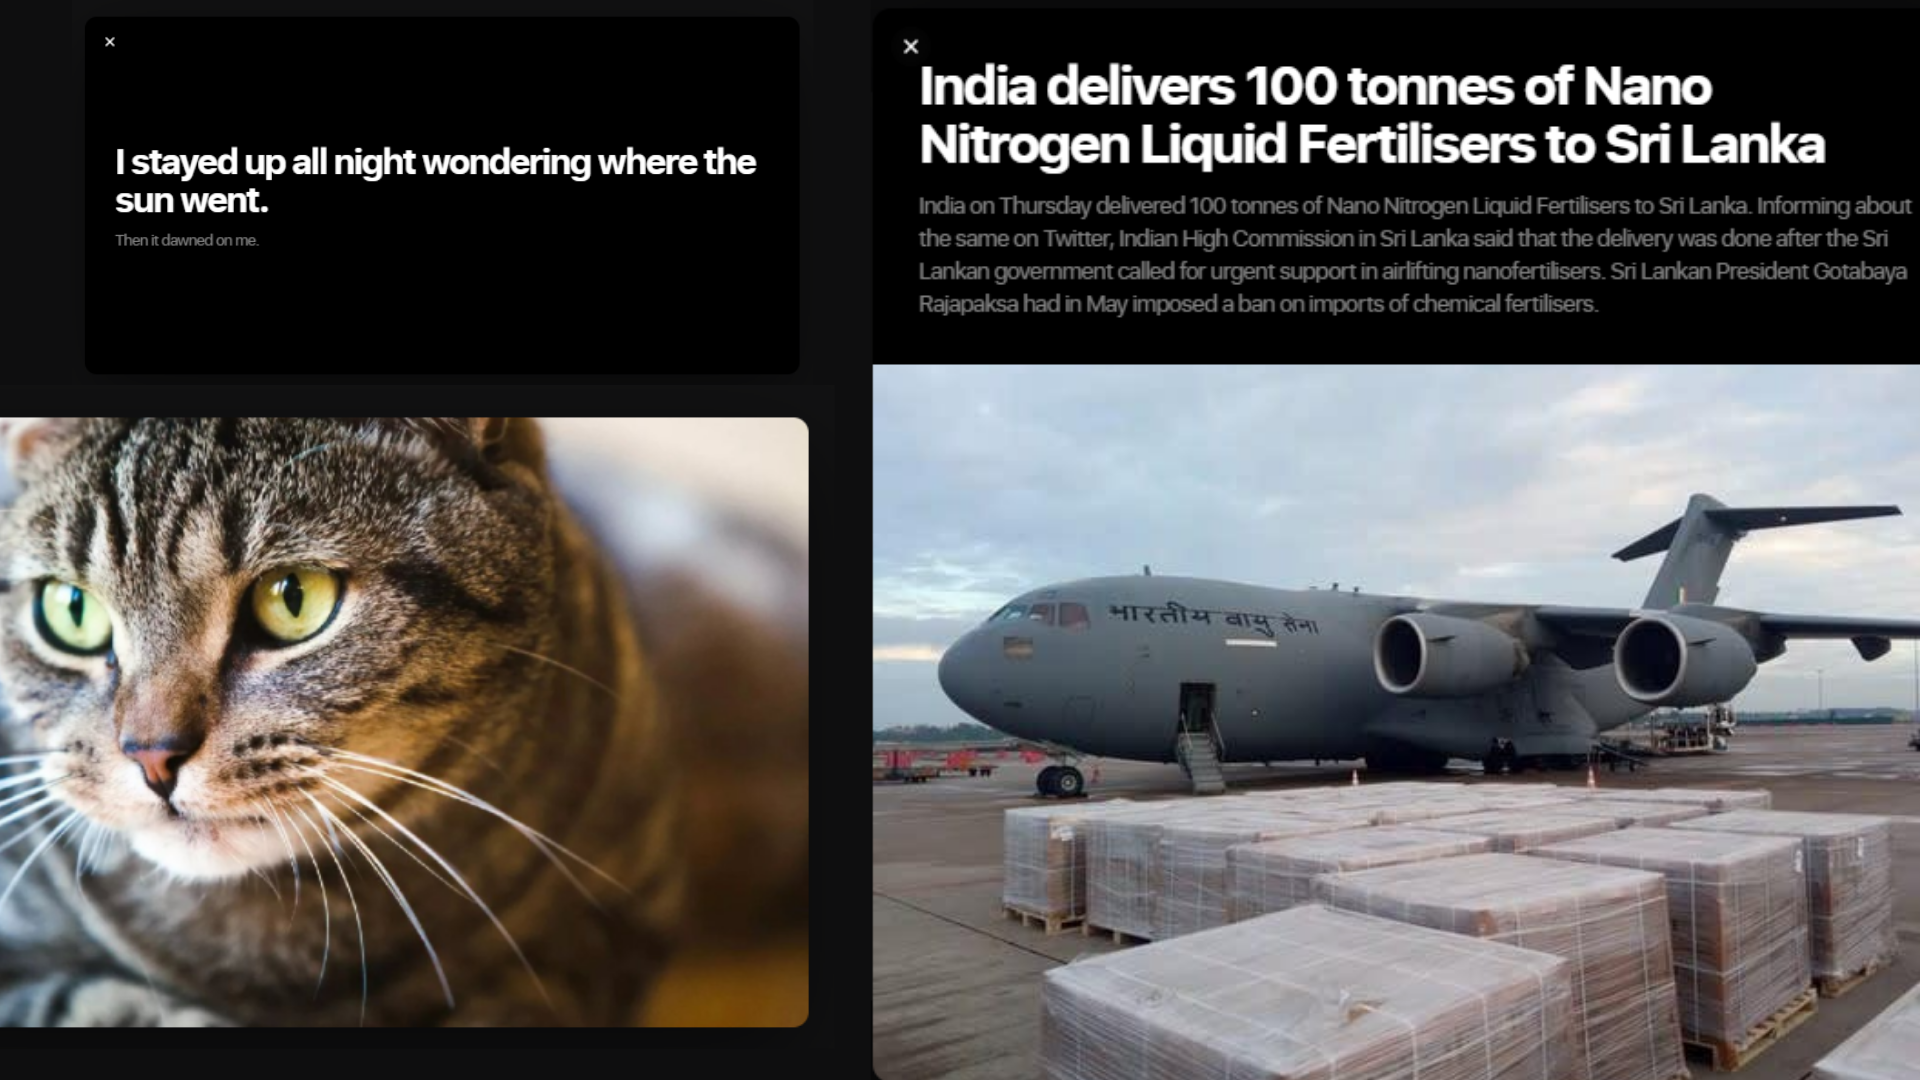 I stayed up all night wondering where the
sun went.
Then it dawned on me.
India delivers 100 tonnes of Nano
Nitrogen Liquid Fertilisers to Sri Lanka
India on Thursday delivered 100 tonnes of Nano Nitrogen Liquid Fertilisers to Sri Lanka. Informing about
the same on Twitter, Indian High Commission in Sri Lanka said that the delivery was done after the Sri
Lankan government called for urgent support in airlifting nanofertilisers. Sri Lankan President Gotabaya
Rajapaksa had in May imposed a ban on imports of chemical fertilisers.
भारतीय वायु सेना